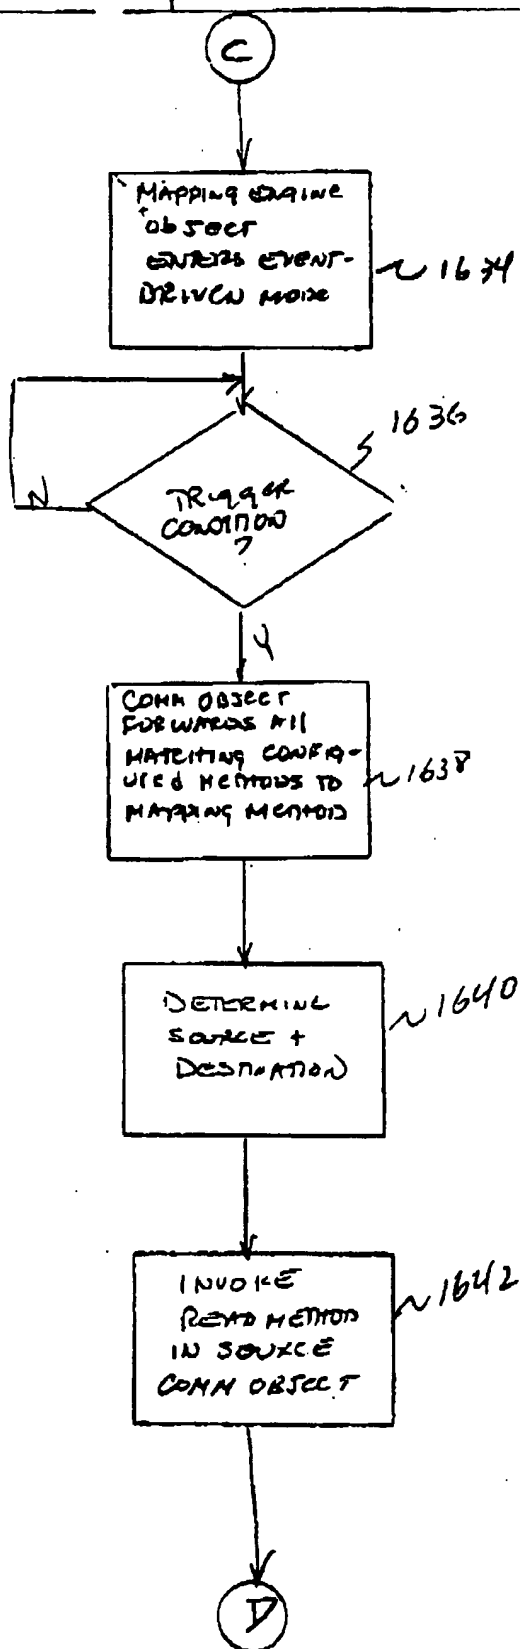 C
MAPPING ENGINE
OBJECT
ENTERS EVENT-
DRIVEN MODE
1634
1636
TRIGGER
CONDITION
?
N
Y
COMM OBJECT
FORWARDS All
MATCHING CONFIG-
URED METHODS TO
MAPPING METHOD
1638
DETERMINE
SOURCE +
DESTINATION
1640
INVOKE
READ METHOD
IN SOURCE
COMM OBJECT
1642
D